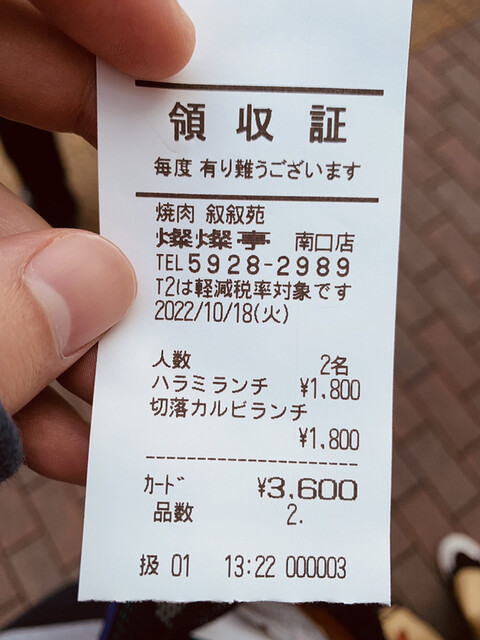 領収証
毎度 有り難うございます
焼肉 叙叙苑
燦燦亭 南口店
TEL5928-2989
T2は軽減税率対象です
2022/10/18(火)
人数 2名
ハラミランチ ¥1,800
切落カルビランチ
¥1,800
カード ¥3,600
品数 2.
扱 01 13:22 000003